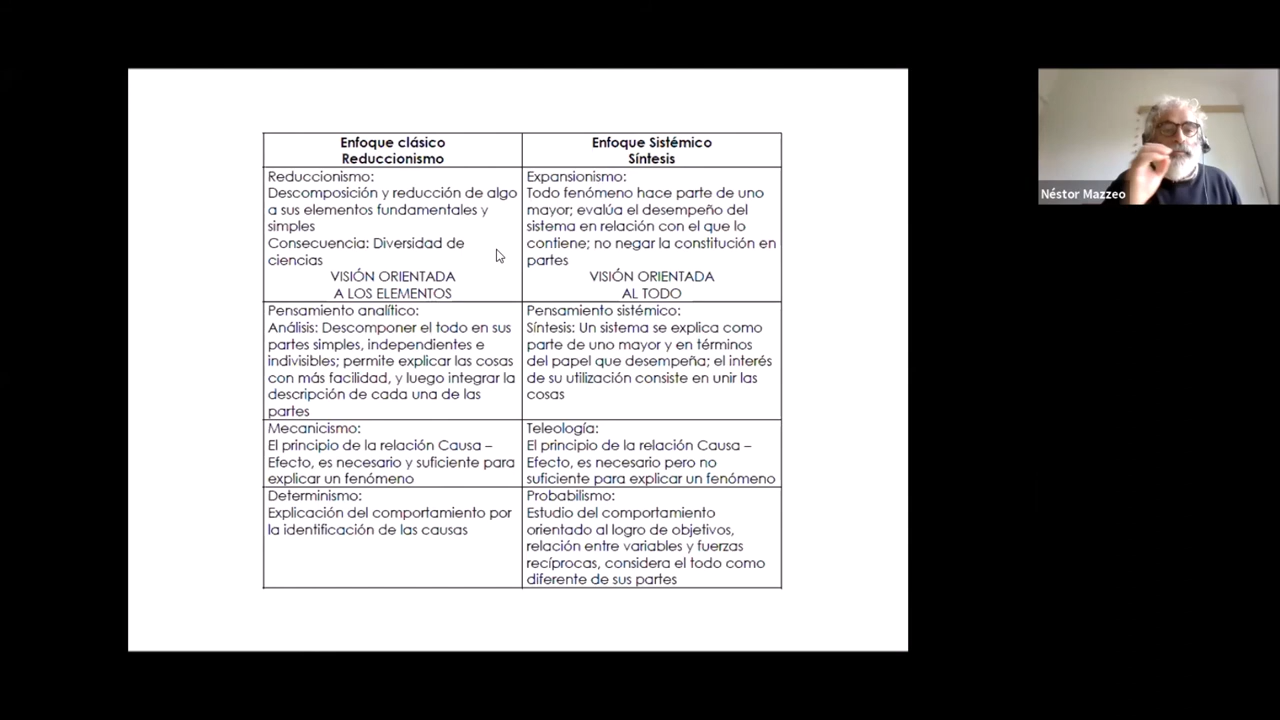 Enfoque clásico
Reduccionismo
Enfoque Sistémico
Síntesis
Reduccionismo:
Descomposición y reducción de algo
a sus elementos fundamentales y
simples
Consecuencia: Diversidad de
ciencias
VISIÓN ORIENTADA
A LOS ELEMENTOS
Expansionismo:
Todo fenómeno hace parte de uno
mayor; evalúa el desempeño del
sistema en relación con el que lo
contiene; no negar la constitución en
partes
VISIÓN ORIENTADA
AL TODO
Pensamiento analítico:
Análisis: Descomponer el todo en sus
partes simples, independientes e
indivisibles; permite explicar las cosas
con más facilidad, y luego integrar la
descripción de cada una de las
partes
Pensamiento sistémico:
Síntesis: Un sistema se explica como
parte de uno mayor y en términos
del papel que desempeña; el interés
de su utilización consiste en unir las
cosas
Mecanicismo:
El principio de la relación Causa –
Efecto, es necesario y suficiente para
explicar un fenómeno
Teleología:
El principio de la relación Causa –
Efecto, es necesario pero no
suficiente para explicar un fenómeno
Determinismo:
Explicación del comportamiento por
la identificación de las causas
Probabilismo:
Estudio del comportamiento
orientado al logro de objetivos,
relación entre variables y fuerzas
recíprocas, considera el todo como
diferente de sus partes
Néstor Mazzeo